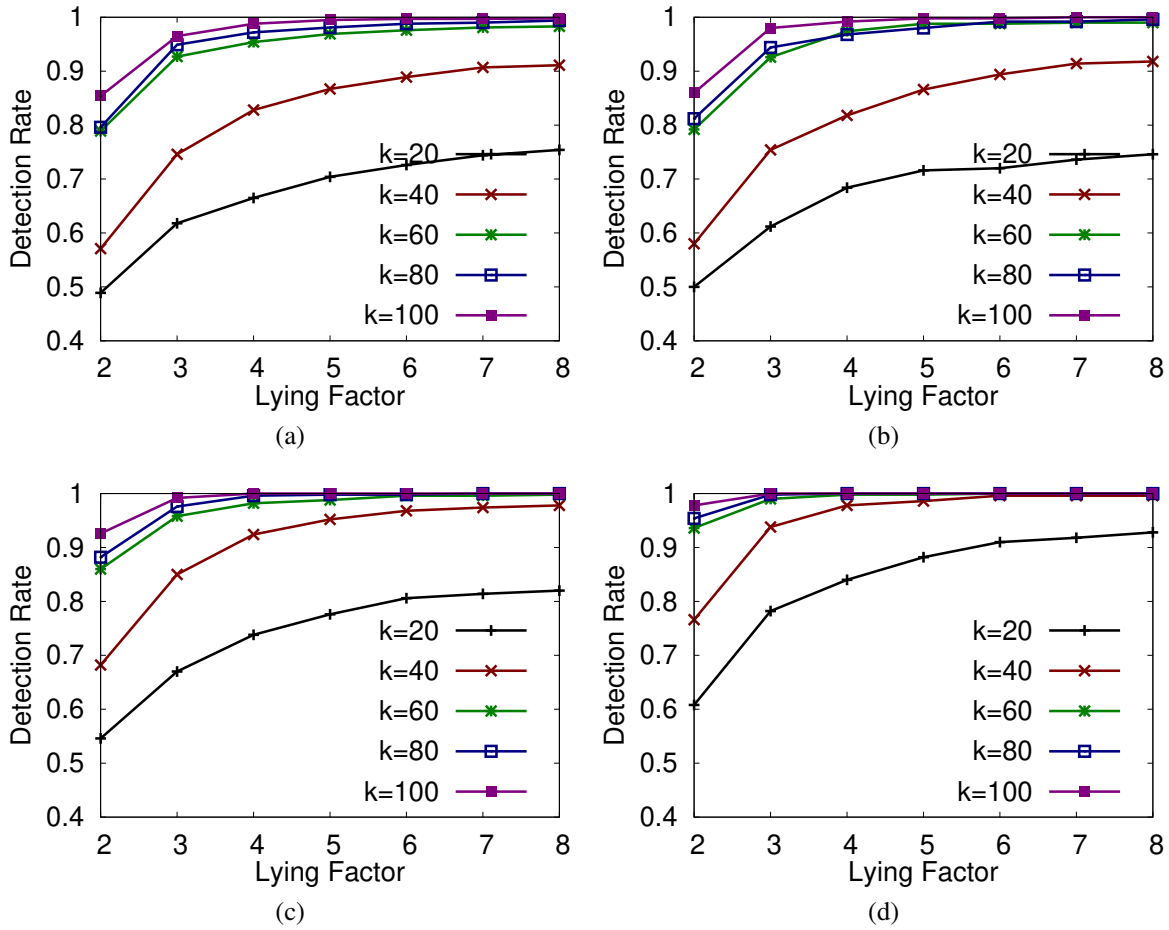 1
0.9
0.8
0.7
0.6
0.5
0.4
Detection Rate
k=20
k=40
k=60
k=80
k=100
2 3 4 5 6 7 8
Lying Factor
(a)
1
0.9
0.8
0.7
0.6
0.5
0.4
Detection Rate
k=20
k=40
k=60
k=80
k=100
2 3 4 5 6 7 8
Lying Factor
(b)
1
0.9
0.8
0.7
0.6
0.5
0.4
Detection Rate
k=20
k=40
k=60
k=80
k=100
2 3 4 5 6 7 8
Lying Factor
(c)
1
0.9
0.8
0.7
0.6
0.5
0.4
Detection Rate
k=20
k=40
k=60
k=80
k=100
2 3 4 5 6 7 8
Lying Factor
(d)